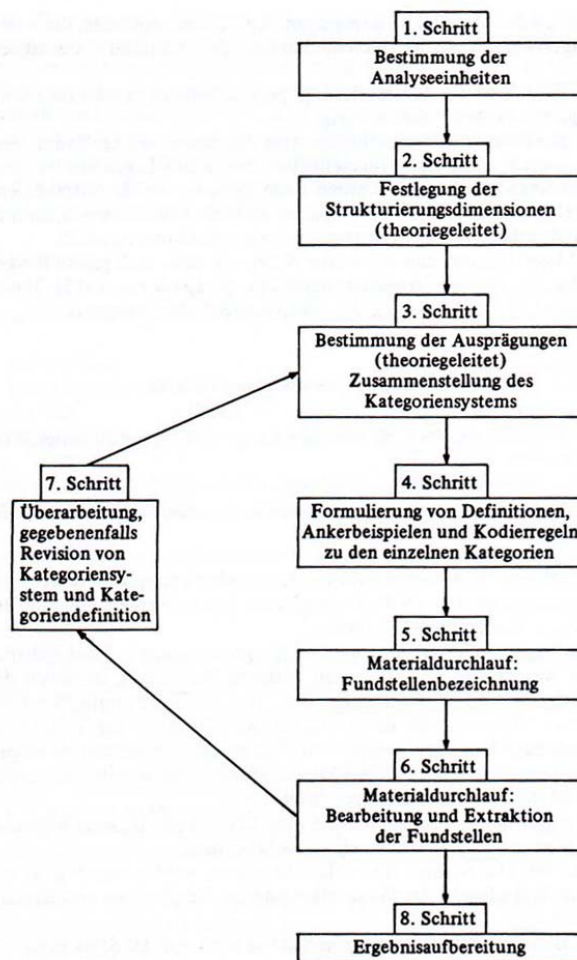 1. Schritt
Bestimmung der
Analyseeinheiten
2. Schritt
Festlegung der
Strukturierungsdimensionen
(theoriegeleitet)
3. Schritt
Bestimmung der Ausprägungen
(theoriegeleitet)
Zusammenstellung des
Kategoriensystems
4. Schritt
Formulierung von Definitionen,
Ankerbeispielen und Kodierregeln
zu den einzelnen Kategorien
5. Schritt
Materialdurchlauf:
Fundstellenbezeichnung
6. Schritt
Materialdurchlauf:
Bearbeitung und Extraktion
der Fundstellen
7. Schritt
Überarbeitung,
gegebenenfalls
Revision von
Kategoriensy-
stem und Kate-
goriendefinition
8. Schritt
Ergebnisaufbereitung